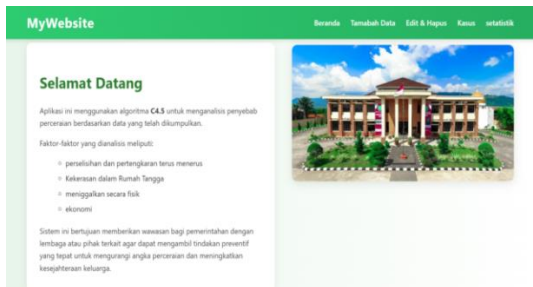 MyWebsite
Beranda Tamabah Data Edit & Hapus Kasus setatistik
Selamat Datang
Aplikasi ini menggunakan algoritma C4.5 untuk menganalisis penyebab
perceraian berdasarkan data yang telah dikumpulkan.
Faktor-faktor yang dianalisis meliputi:
perselisihan dan pertengkaran terus menerus
Kekerasan dalam Rumah Tangga
meniggalkan secara fisik
ekonomi
Sistem ini bertujuan memberikan wawasan bagi pemerintahan dengan
lembaga atau pihak terkait agar dapat mengambil tindakan preventif
yang tepat untuk mengurangi angka perceraian dan meningkatkan
kesejahteraan keluarga.